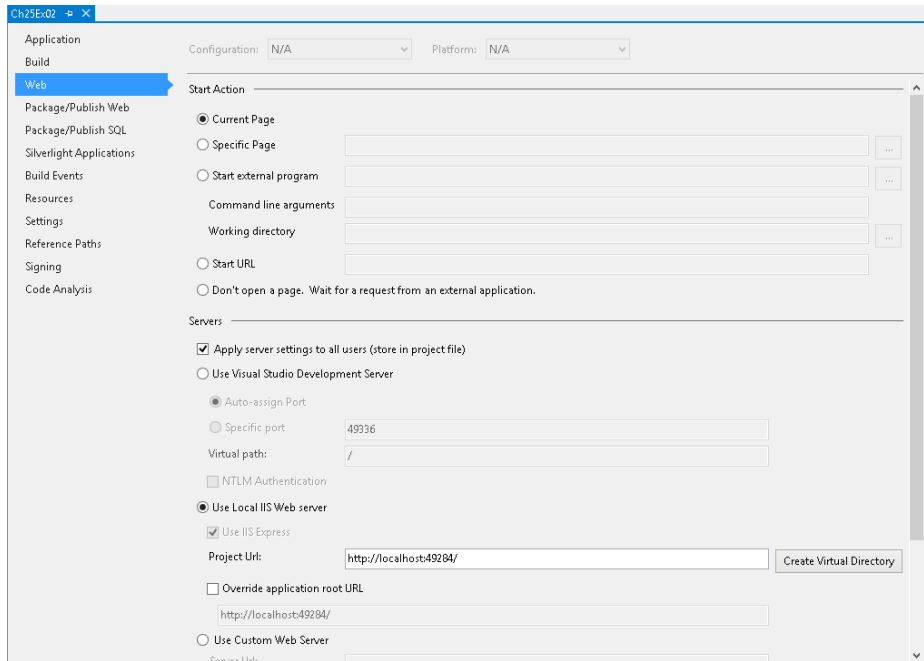 Ch25Ex02
Application
Build
Web
Package/Publish Web
Package/Publish SQL
Silverlight Applications
Build Events
Resources
Settings
Reference Paths
Signing
Code Analysis
Configuration: N/A Platform: N/A
Start Action
Current Page
Specific Page ...
Start external program ...
Command line arguments
Working directory ...
Start URL
Don't open a page. Wait for a request from an external application.
Servers
Apply server settings to all users (store in project file)
Use Visual Studio Development Server
Auto-assign Port
Specific port 49336
Virtual path: /
NTLM Authentication
Use Local IIS Web server
Use IIS Express
Project Url: http://localhost:49284/ Create Virtual Directory
Override application root URL
http://localhost:49284/
Use Custom Web Server
Server Url: